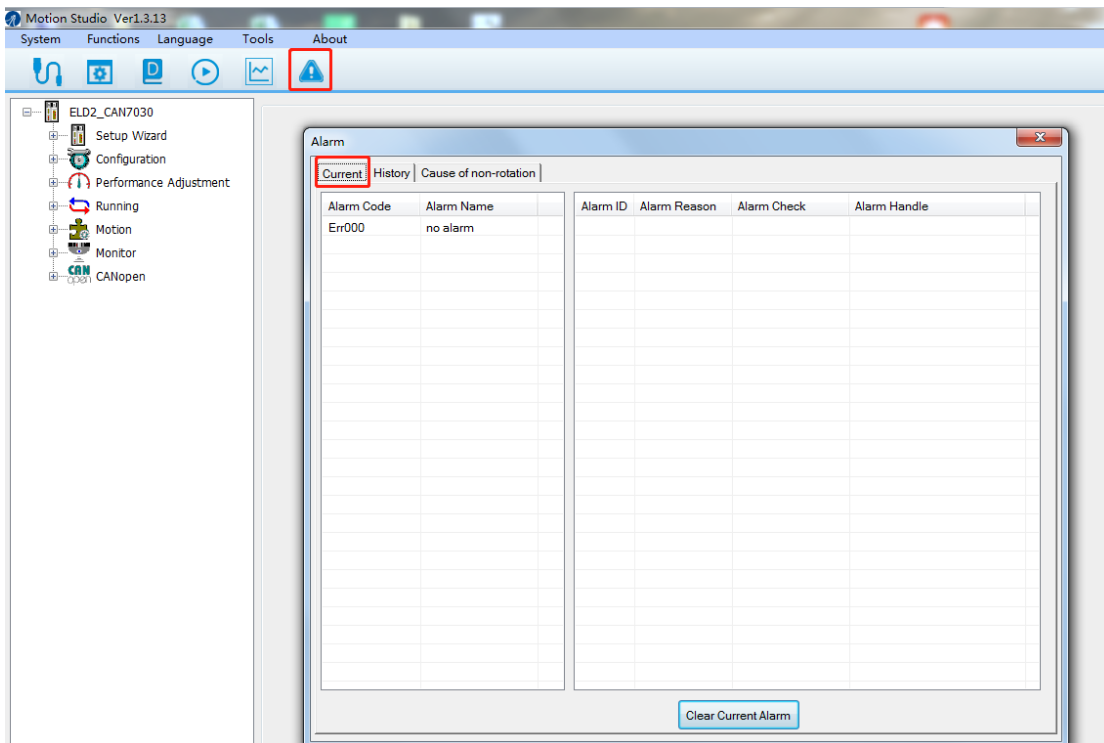 Motion Studio Ver1.3.13
System Functions Language Tools About
D
ELD2_CAN7030
Setup Wizard
Configuration
Performance Adjustment
Running
Motion
Monitor
CAN
open
CANopen
Alarm
Current History Cause of non-rotation
Alarm Code Alarm Name
Err000 no alarm
Alarm ID Alarm Reason Alarm Check Alarm Handle
Clear Current Alarm